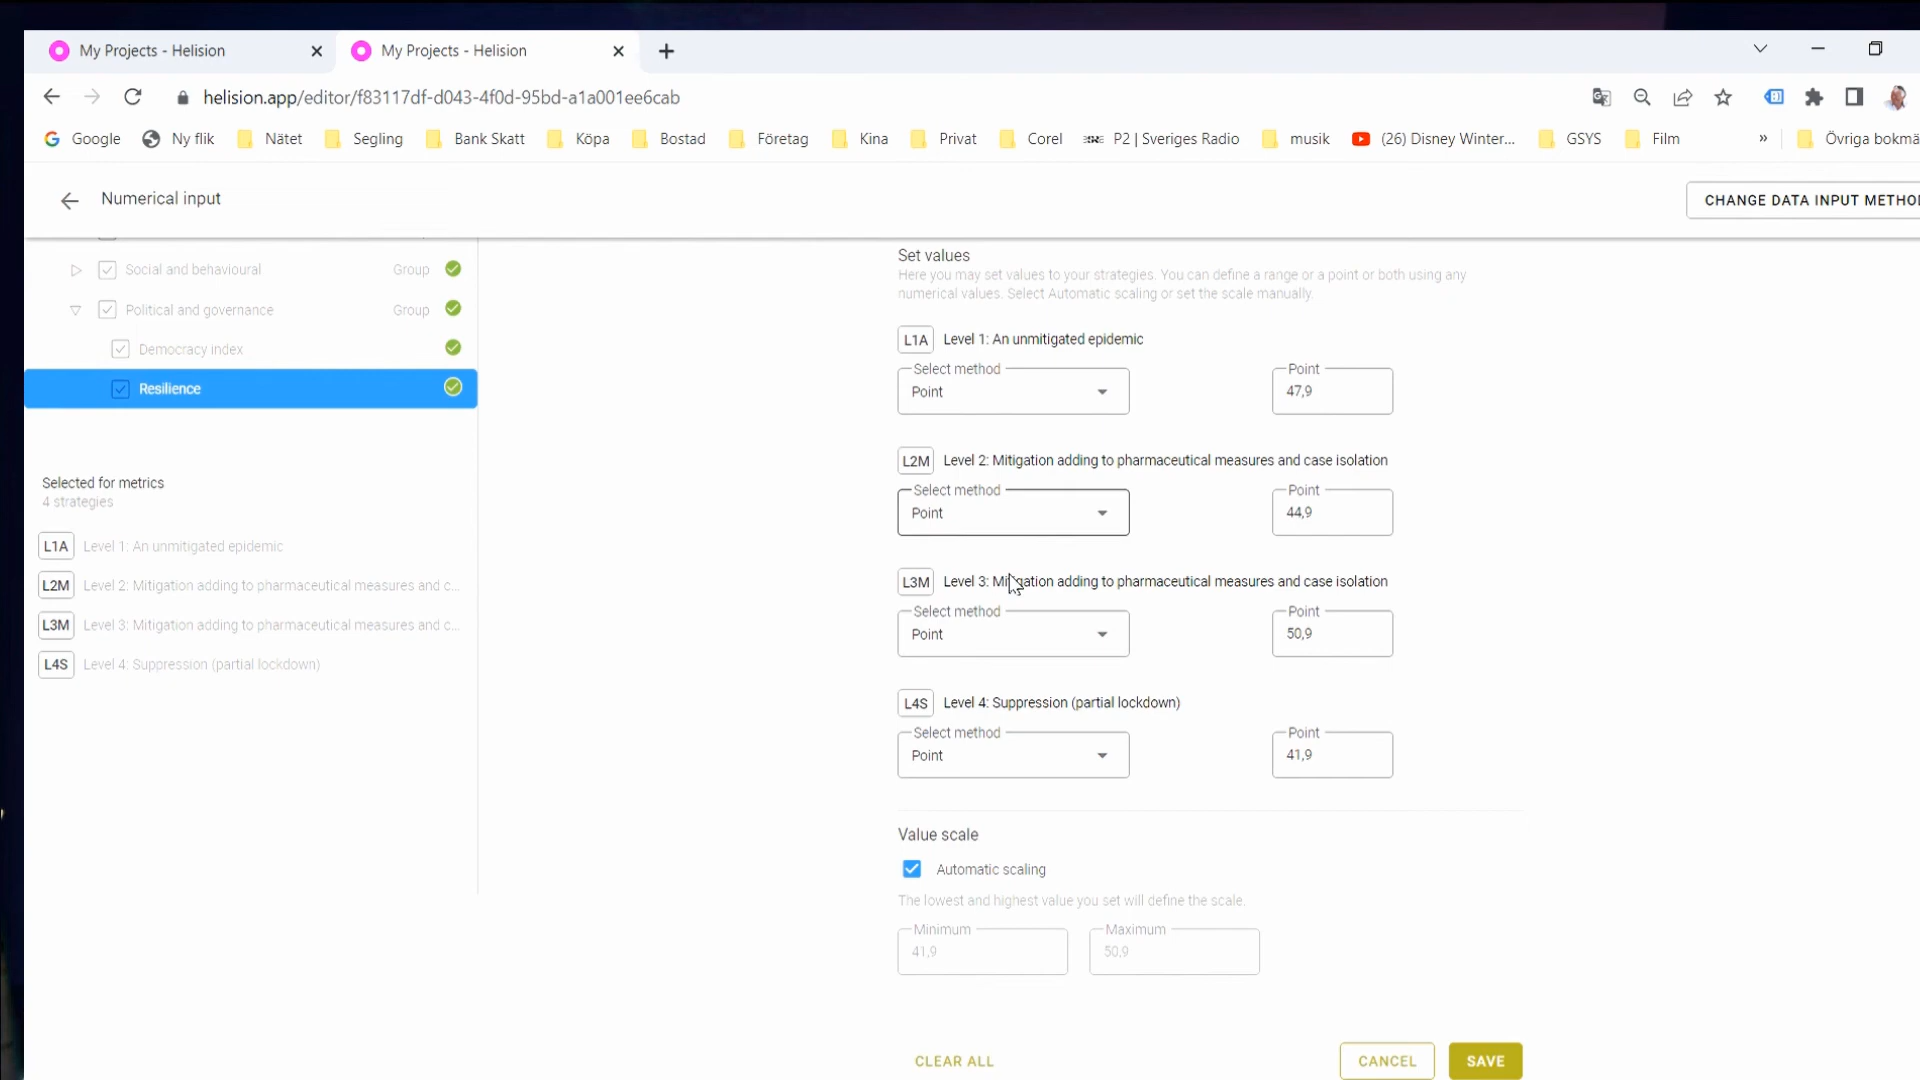 My Projects - Helision
My Projects - Helision
helision.app/editor/f83117df-d043-4f0d-95bd-a1a001ee6cab
Google Ny flik Nätet Segling Bank Skatt Köpa Bostad Företag Kina Privat Corel P2 | Sveriges Radio musik (26) Disney Winter... GSYS Film » Övriga bokmä
Numerical input
CHANGE DATA INPUT METHO
Social and behavioural Group
Political and governance Group
Democracy index
Resilience
Selected for metrics
4 strategies
L1A Level 1: An unmitigated epidemic
L2M Level 2: Mitigation adding to pharmaceutical measures and c...
L3M Level 3: Mitigation adding to pharmaceutical measures and c...
L4S Level 4: Suppression (partial lockdown)
Set values
Here you may set values to your strategies. You can define a range or a point or both using any
numerical values. Select Automatic scaling or set the scale manually.
L1A Level 1: An unmitigated epidemic
Select method Point
Point 47,9
L2M Level 2: Mitigation adding to pharmaceutical measures and case isolation
Select method Point
Point 44,9
L3M Level 3: Mitigation adding to pharmaceutical measures and case isolation
Select method Point
Point 50,9
L4S Level 4: Suppression (partial lockdown)
Select method Point
Point 41,9
Value scale
Automatic scaling
The lowest and highest value you set will define the scale.
Minimum Maximum
41,9 50,9
CLEAR ALL CANCEL SAVE